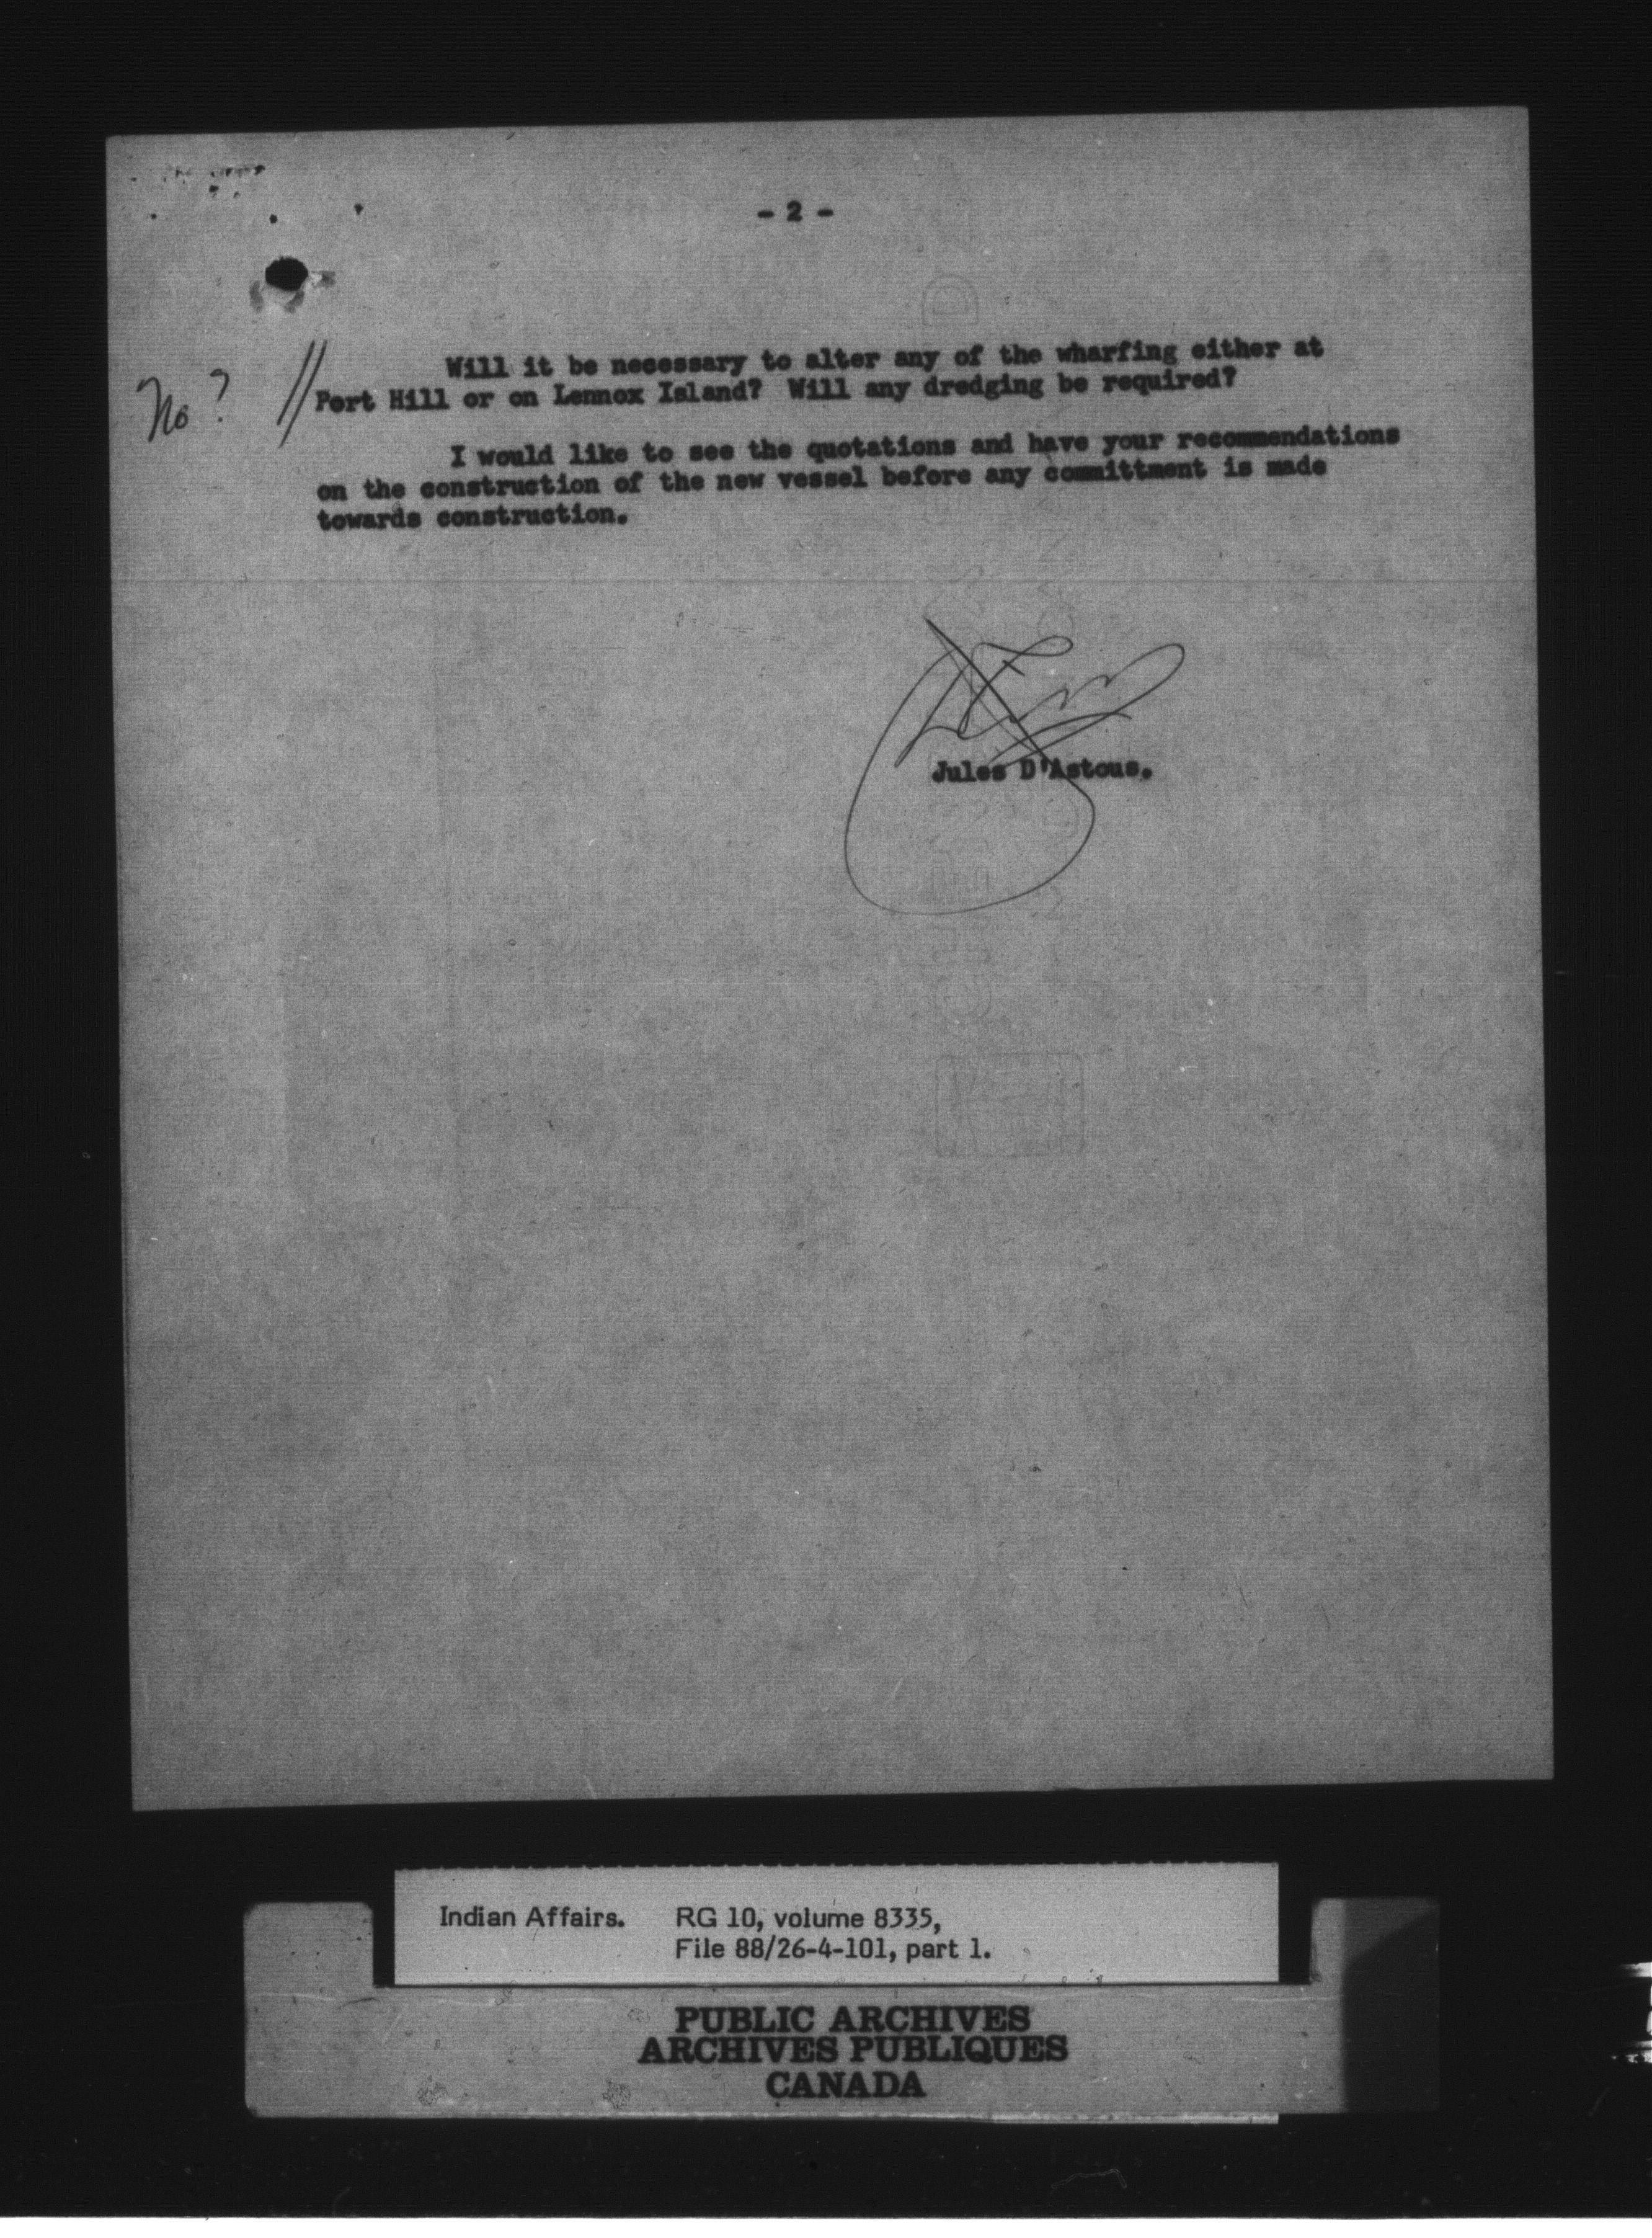 - 2 -
No? //
Will it be necessary to alter any of the wharfing either at
Port Hill or on Lennox Island? Will any dredging be required?
I would like to see the quotations and have your recommendations
on the construction of the new vessel before any committment is made
towards construction.
Jules D'Astous.
Indian Affairs. RG 10, volume 8335,
File 88/26-4-101, part 1.
PUBLIC ARCHIVES
ARCHIVES PUBLIQUES
CANADA